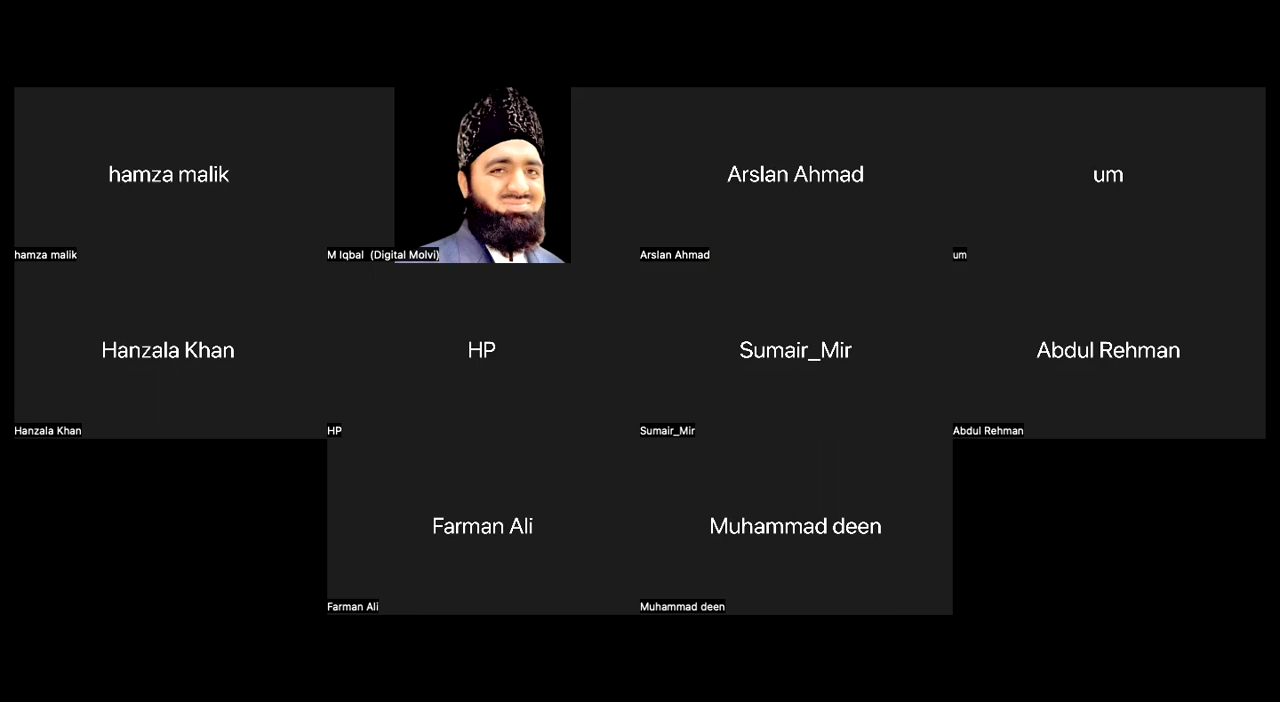 hamza malik
hamza malik
M Iqbal (Digital Molvi)
Arslan Ahmad
Arslan Ahmad
um
um
Hanzala Khan
Hanzala Khan
HP
HP
Sumair_Mir
Sumair_Mir
Abdul Rehman
Abdul Rehman
Farman Ali
Farman Ali
Muhammad deen
Muhammad deen